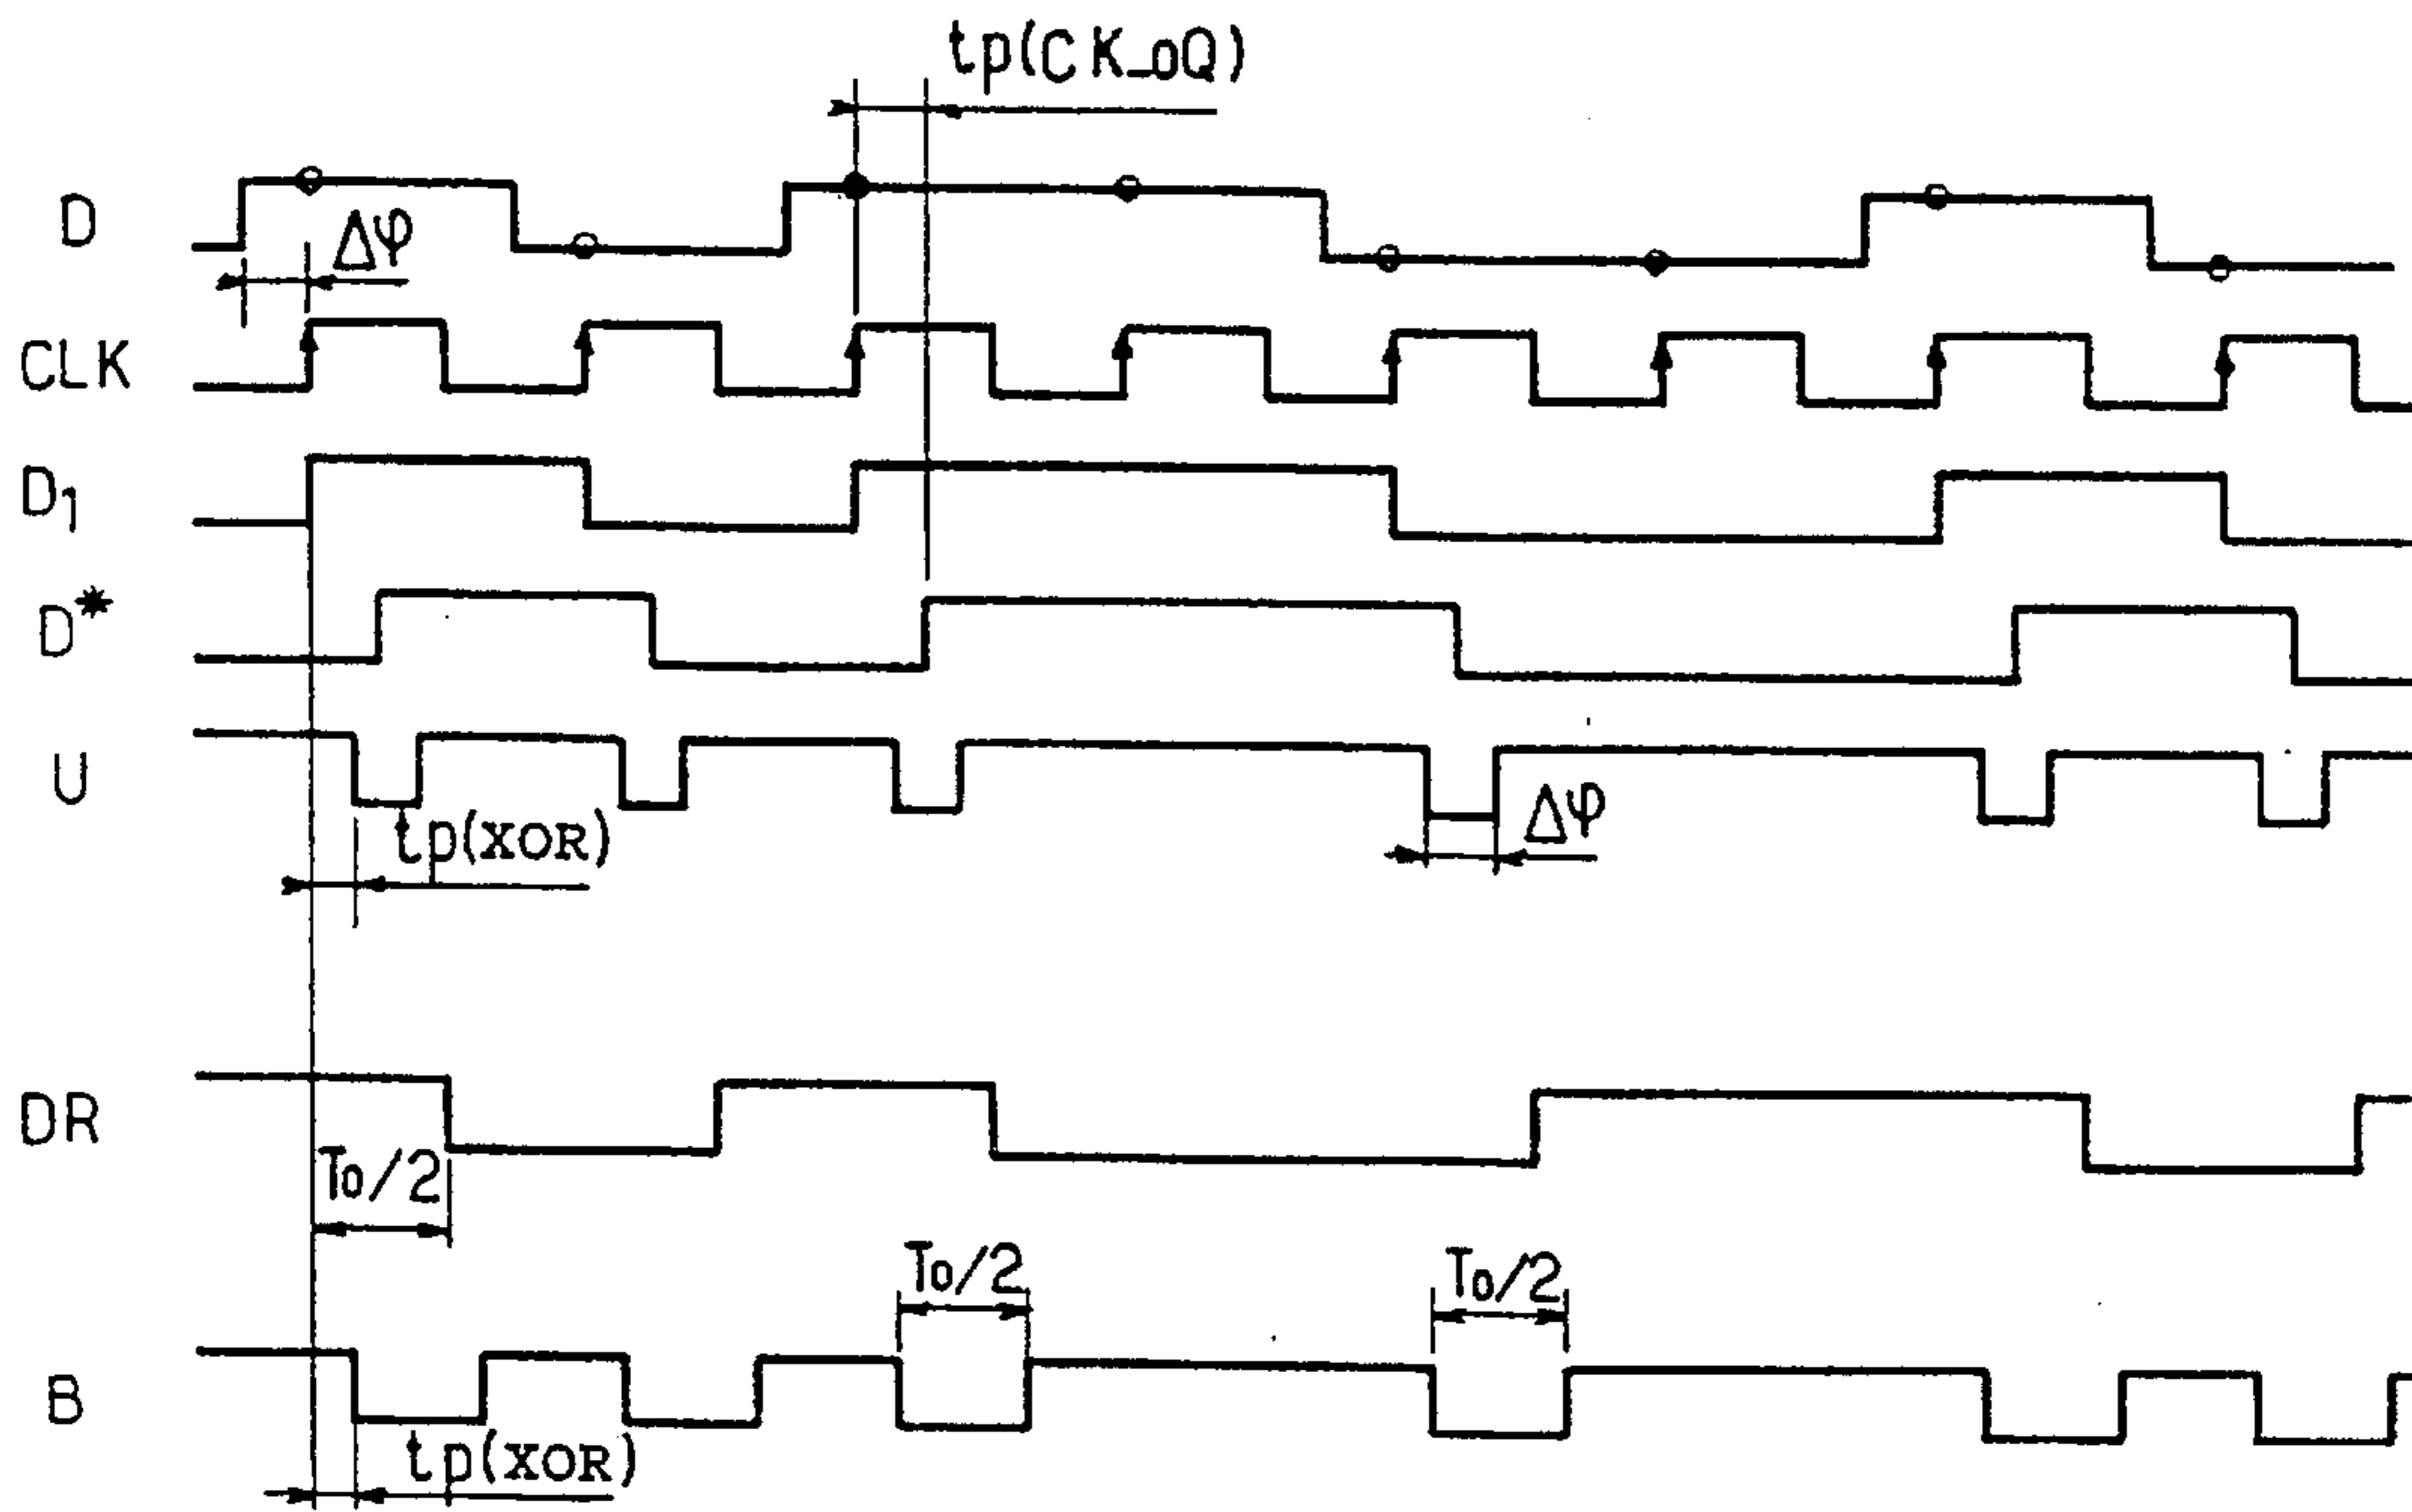 tp(CK_oQ)
D
Δφ
CLK
D1
D*
U
tp(XOR)
Δφ
DR
To/2
To/2
To/2
B
tp(XOR)